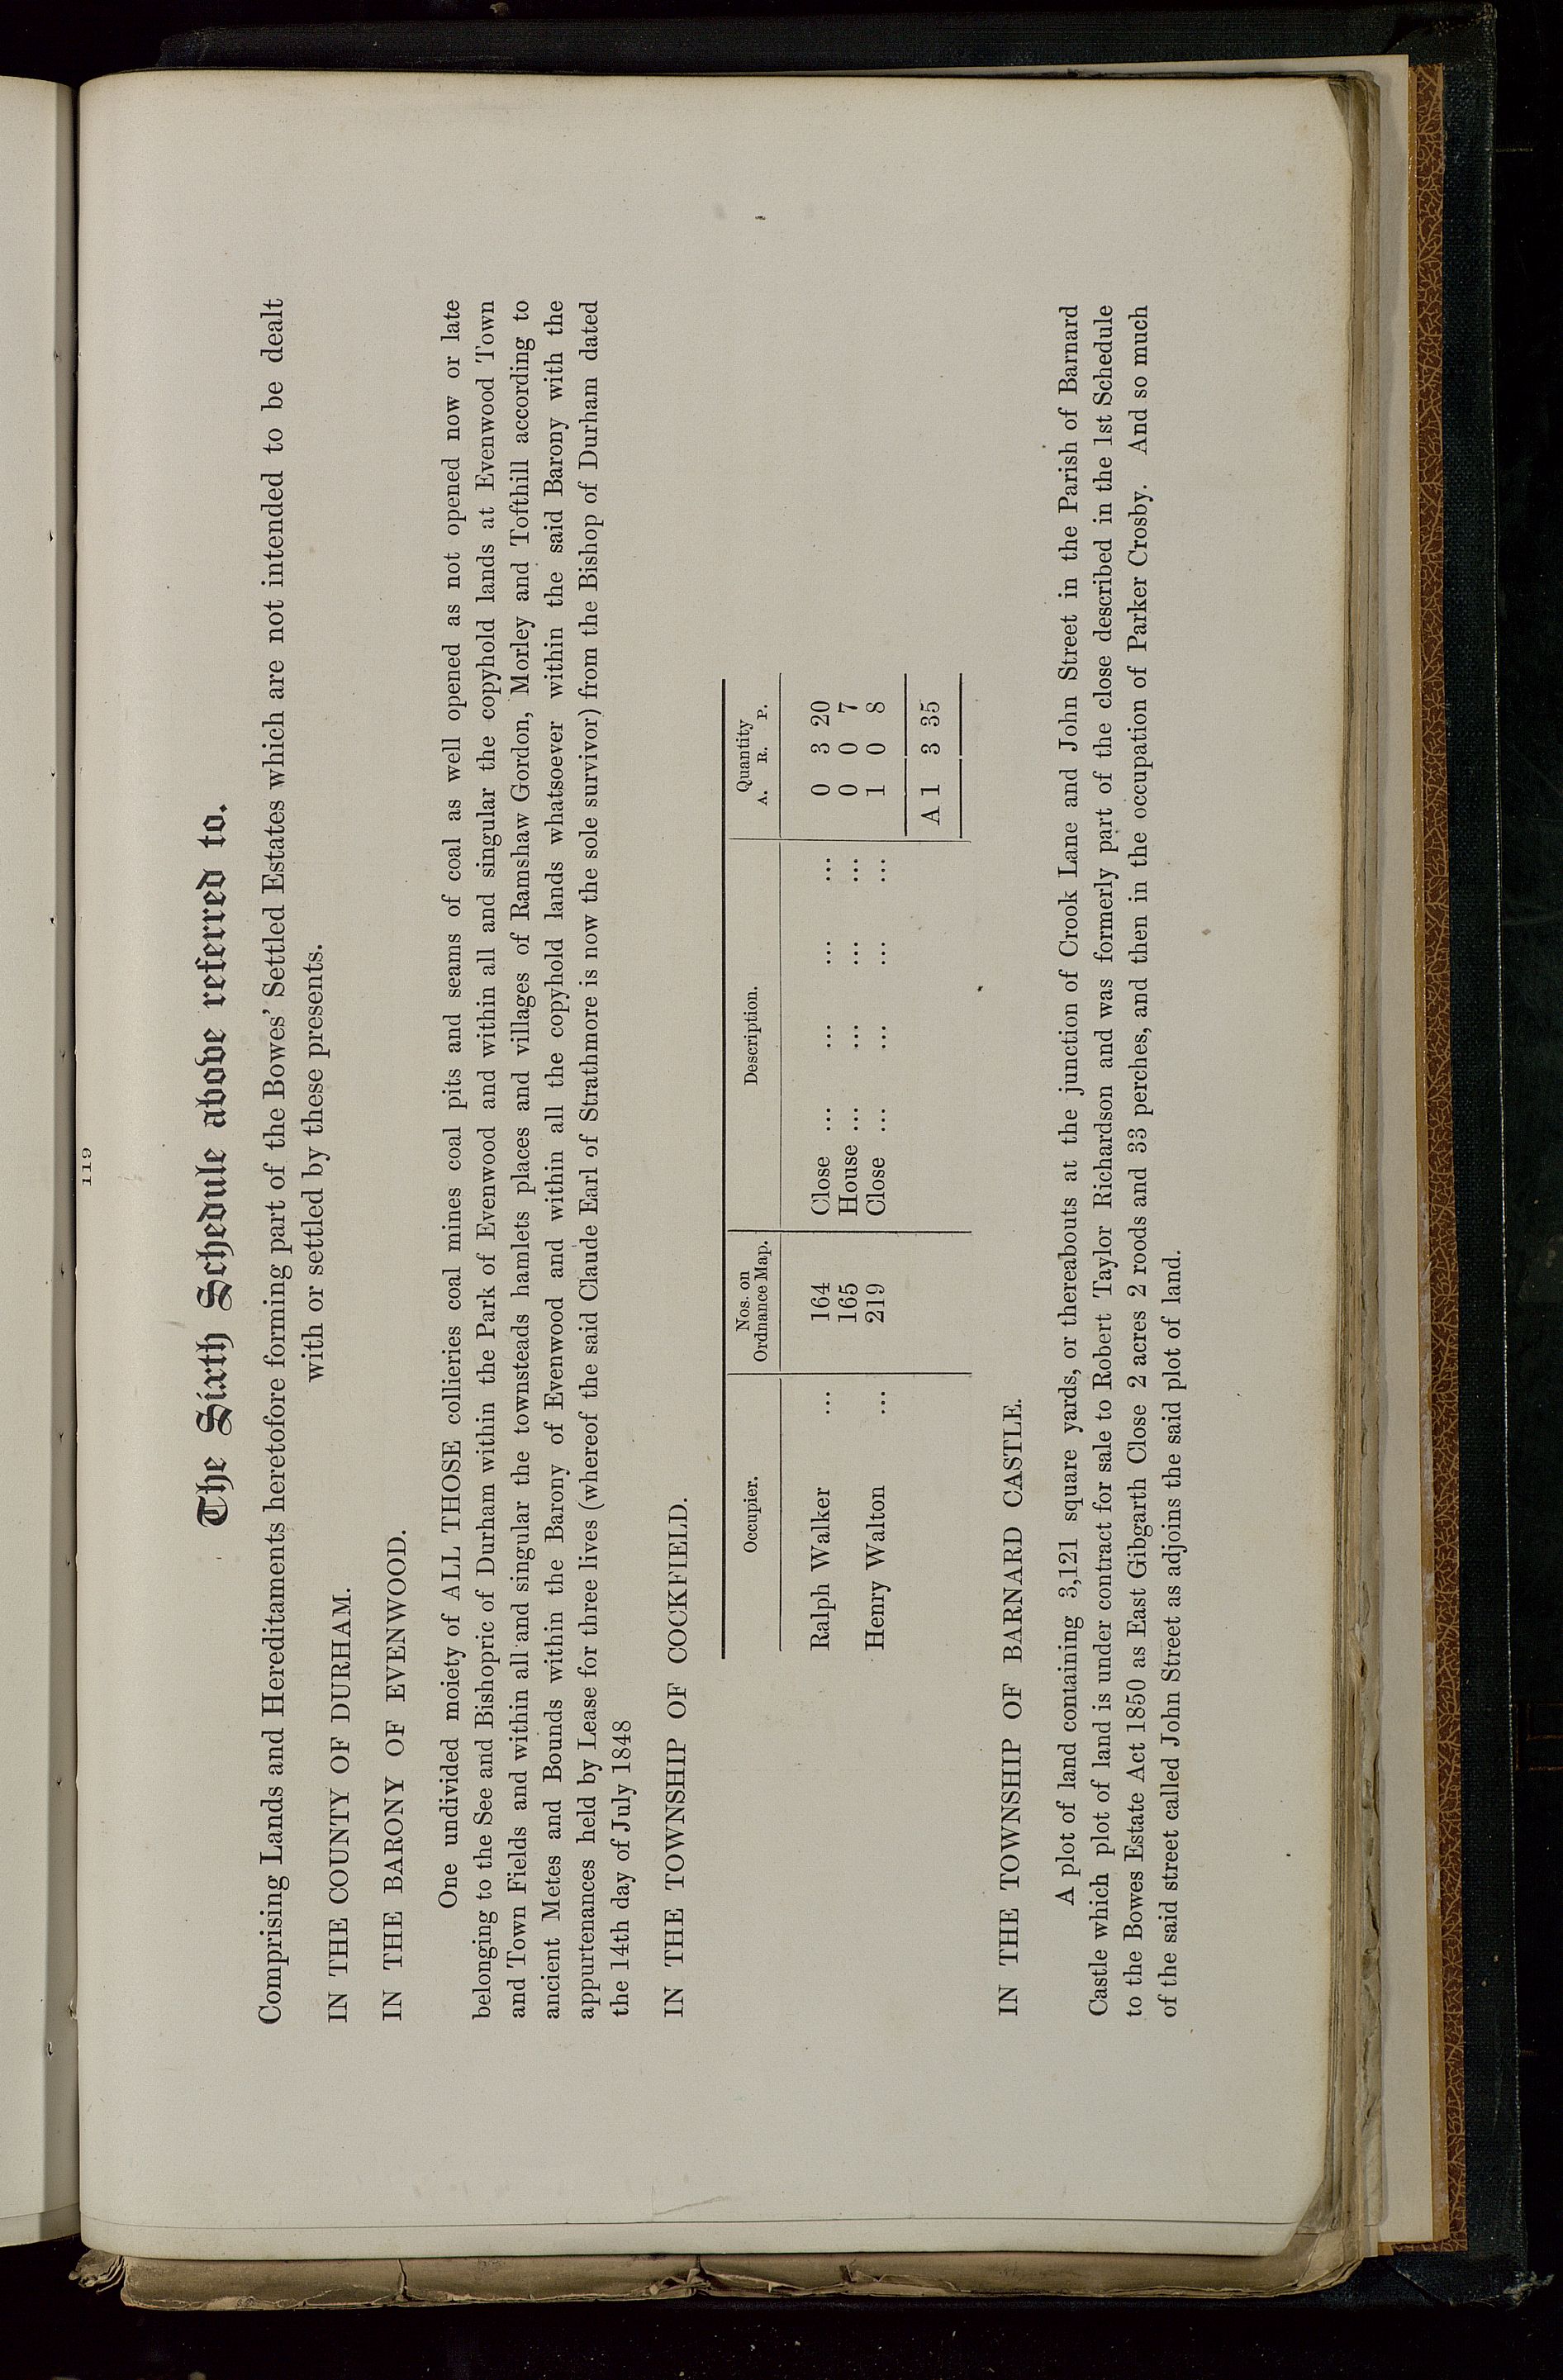 119
The Sixth Schedule above referred to.
Comprising Lands and Hereditaments heretofore forming part of the Bowes' Settled Estates which are not intended to be dealt
with or settled by these presents.
IN THE COUNTY OF DURHAM.
IN THE BARONY OF EVENWOOD.
One undivided moiety of ALL THOSE collieries coal mines coal pits and seams of coal as well opened as not opened now or late
belonging to the See and Bishopric of Durham within the Park of Evenwood and within all and singular the copyhold lands at Evenwood Town
and Town Fields and within all and singular the townsteads hamlets places and villages of Ramshaw Gordon, Morley and Tofthill according to
ancient Metes and Bounds within the Barony of Evenwood and within all the copyhold lands whatsoever within the said Barony with the
appurtenances held by Lease for three lives (whereof the said Claude Earl of Strathmore is now the sole survivor) from the Bishop of Durham dated
the 14th day of July 1848
IN THE TOWNSHIP OF COCKFIELD.
Occupier. Nos. on Ordnance Map. Description. Quantity A. R. P.
Ralph Walker ... 164 Close ... ... ... ... 0 3 20
165 House ... ... ... ... 0 0 7
Henry Walton ... 219 Close ... ... ... ... 1 0 8
A 1 3 35
IN THE TOWNSHIP OF BARNARD CASTLE.
A plot of land containing 3,121 square yards, or thereabouts at the junction of Crook Lane and John Street in the Parish of Barnard
Castle which plot of land is under contract for sale to Robert Taylor Richardson and was formerly part of the close described in the 1st Schedule
to the Bowes Estate Act 1850 as East Gibgarth Close 2 acres 2 roods and 33 perches, and then in the occupation of Parker Crosby. And so much
of the said street called John Street as adjoins the said plot of land.